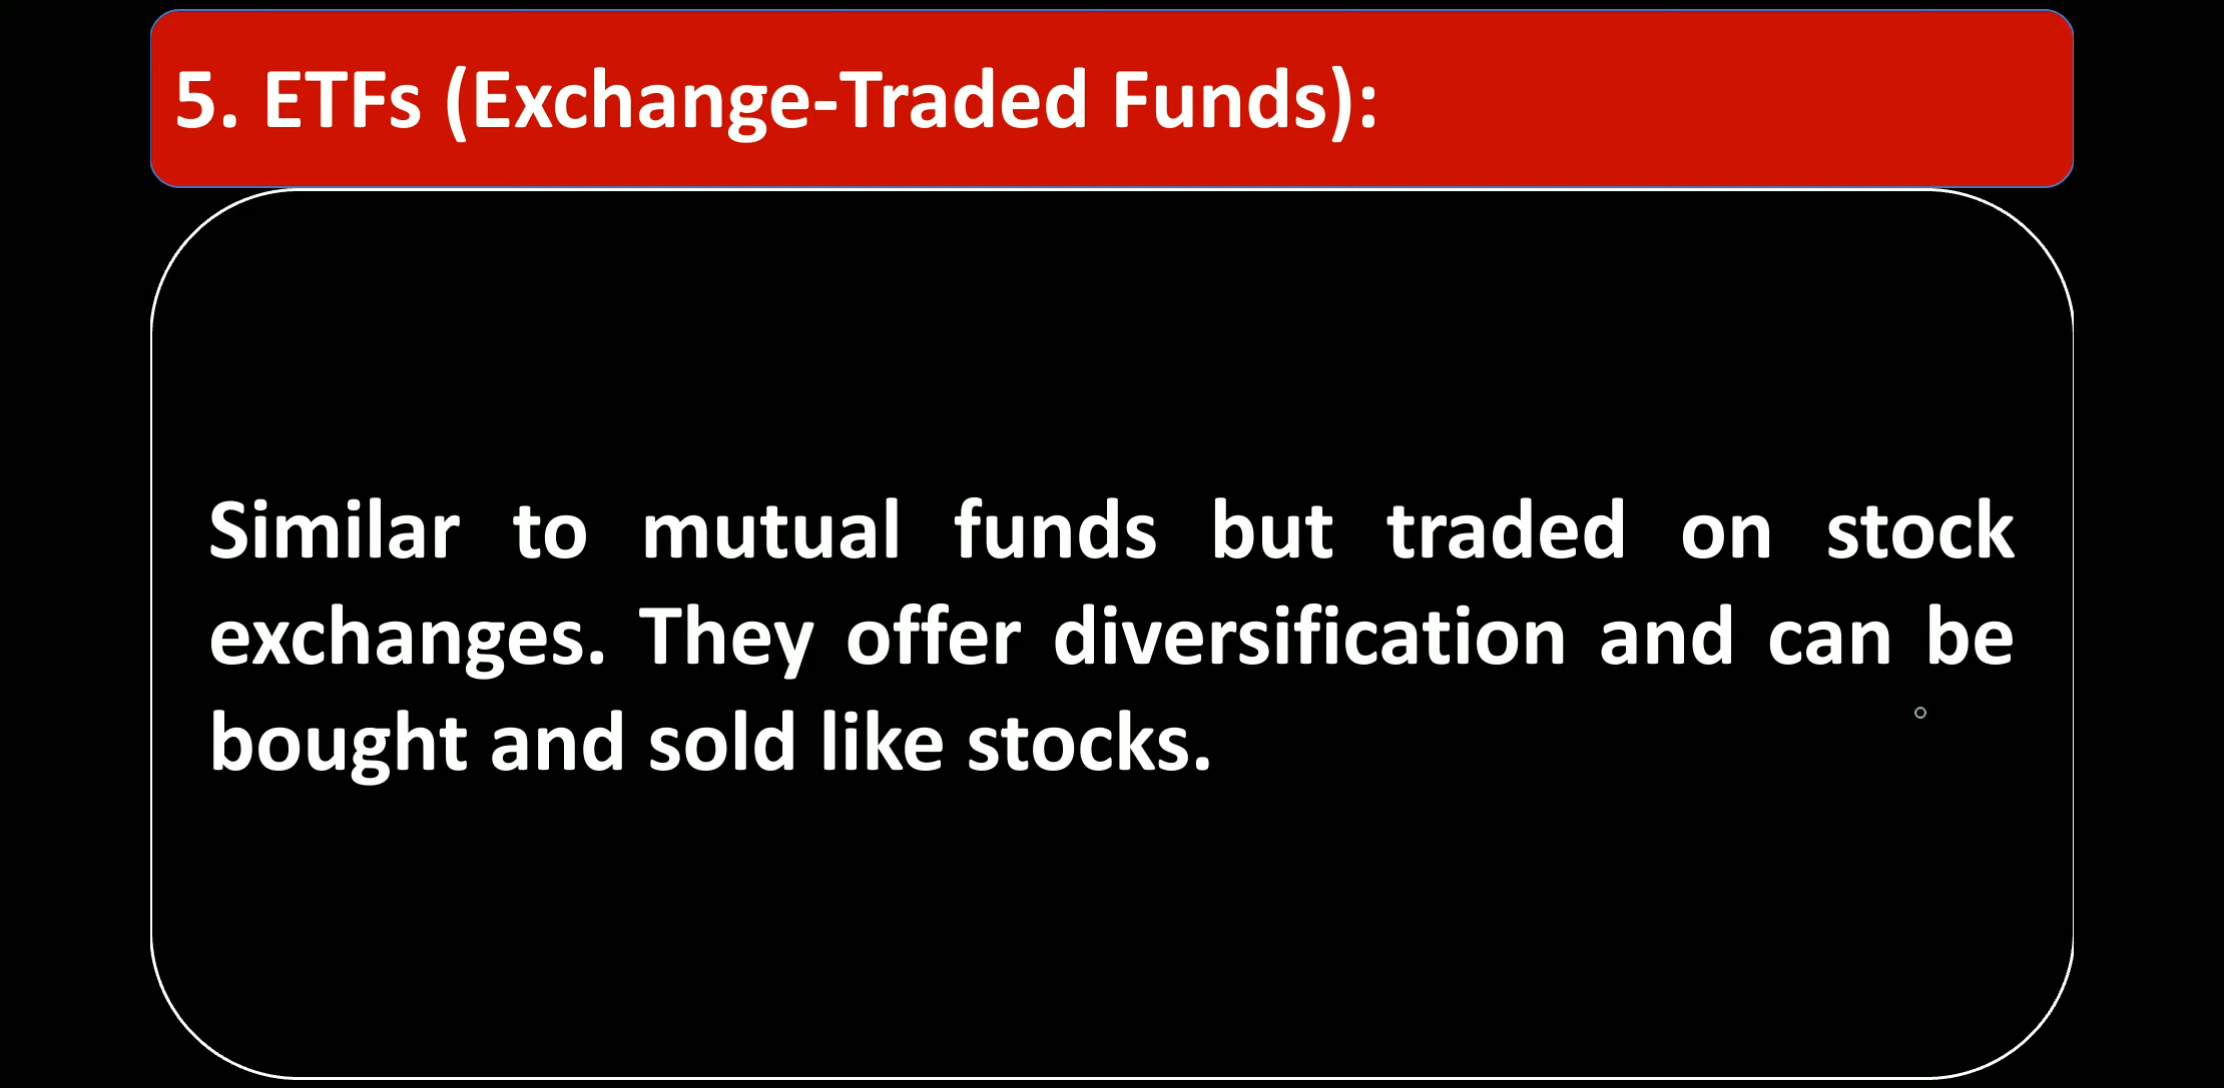 5. ETFs (Exchange-Traded Funds):
Similar to mutual funds but traded on stock
exchanges. They offer diversification and can be
bought and sold like stocks.